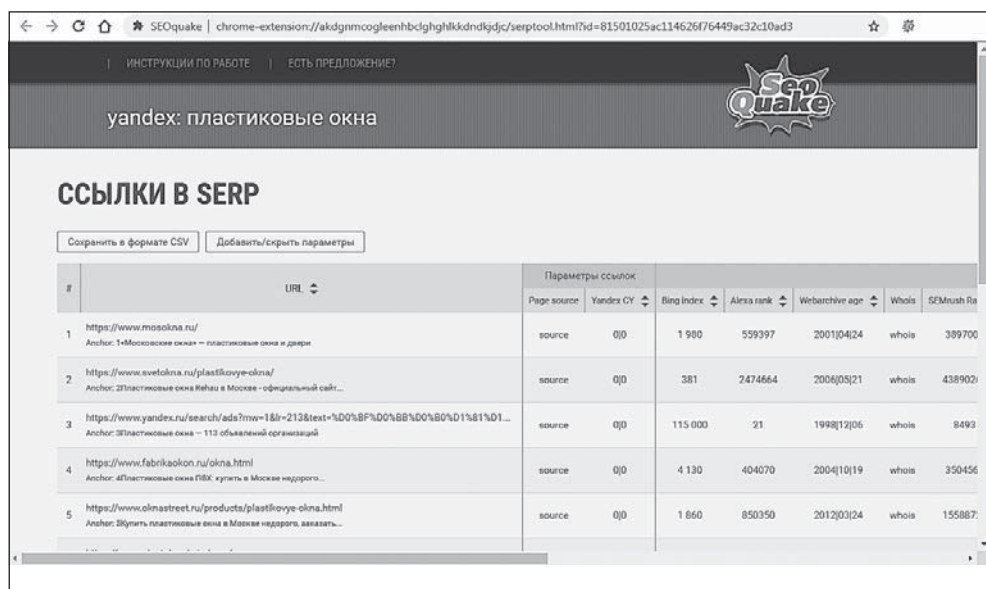 SEOquake | chrome-extension://akdgnmcogleenhbclghghlkkdndkjdjc/serptool.html?id=81501025ac114626f76449ac32c10ad3
| ИНСТРУКЦИИ ПО РАБОТЕ | ЕСТЬ ПРЕДЛОЖЕНИЕ?
Seo
Quake
yandex: пластиковые окна
ССЫЛКИ В SERP
Сохранить в формате CSV Добавить/скрыть параметры
# URL Параметры ссылок
Page source Yandex CY Bing index Alexa rank Webarchive age Whois SEMrush Ra
1 https://www.mosokna.ru/ source 0|0 1 980 559397 2001|04|24 whois 389700
Anchor: 1«Московские окна» — пластиковые окна и двери
2 https://www.svetokna.ru/plastikovye-okna/ source 0|0 381 2474664 2006|05|21 whois 438902
Anchor: 2Пластиковые окна Rehau в Москве - официальный сайт...
3 https://www.yandex.ru/search/ads?rnw=1&lr=213&text=%D0%BF%D0%BB%D0%B0%D1%81%D1... source 0|0 115 000 21 1998|12|06 whois 8493
Anchor: 3Пластиковые окна — 113 объявлений организаций
4 https://www.fabrikaokon.ru/okna.html source 0|0 4 130 404070 2004|10|19 whois 350456
Anchor: 4Пластиковые окна ПВХ: купить в Москве недорого...
5 https://www.oknastreet.ru/products/plastikovye-okna.html source 0|0 1 860 850350 2012|03|24 whois 155887
Anchor: 5Купить пластиковые окна в Москве недорого, заказать...